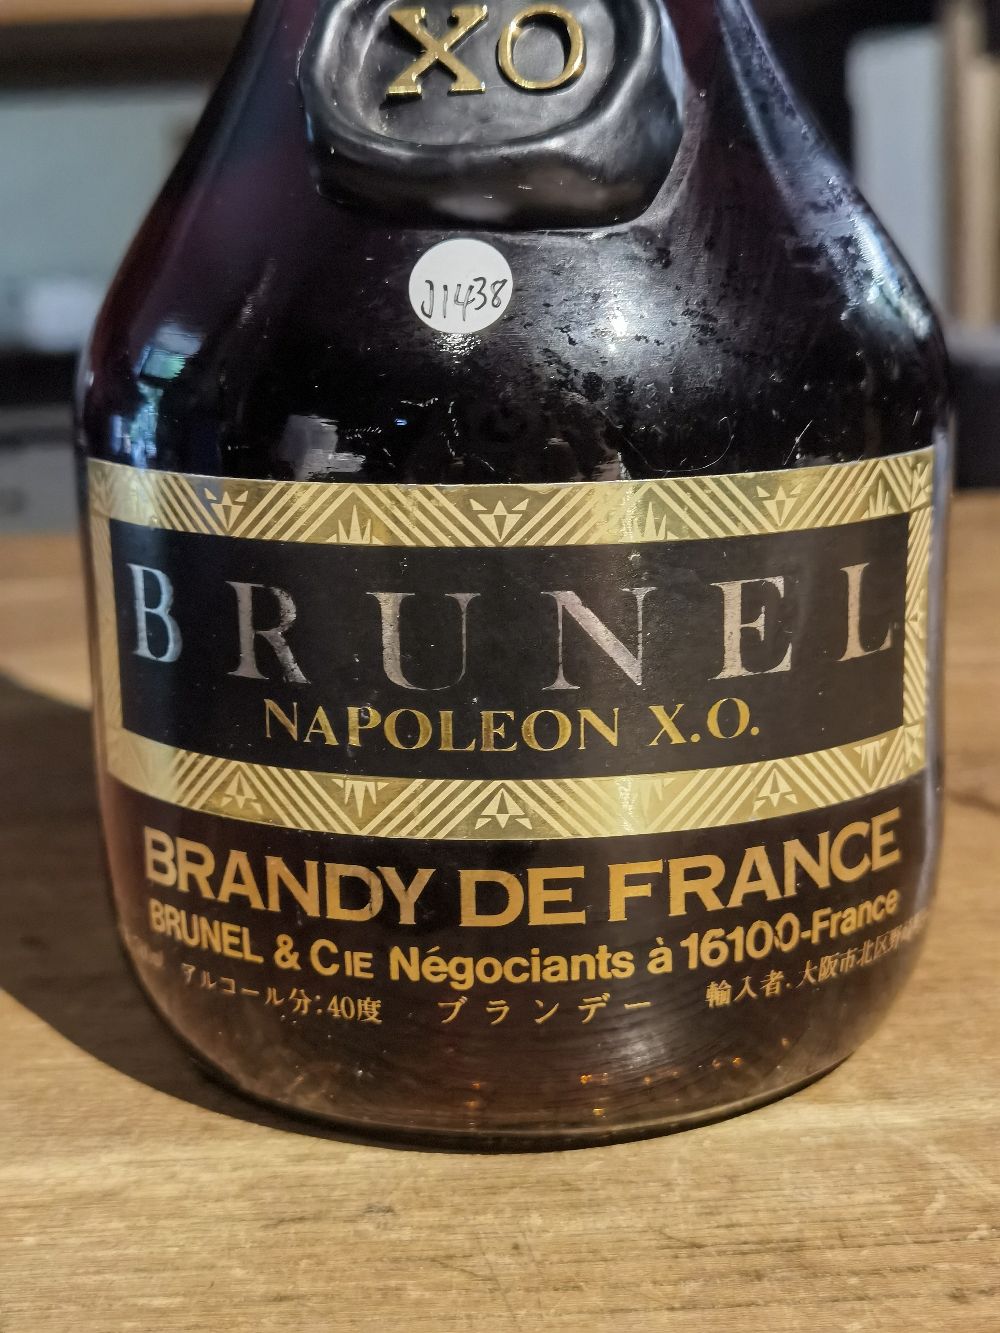 XO
J1438
BRUNEL
NAPOLEON X.O.
BRANDY DE FRANCE
BRUNEL & CIE Négociants à 16100-France
アルコール分:40度 ブランデー 輸入者.大阪市北区野